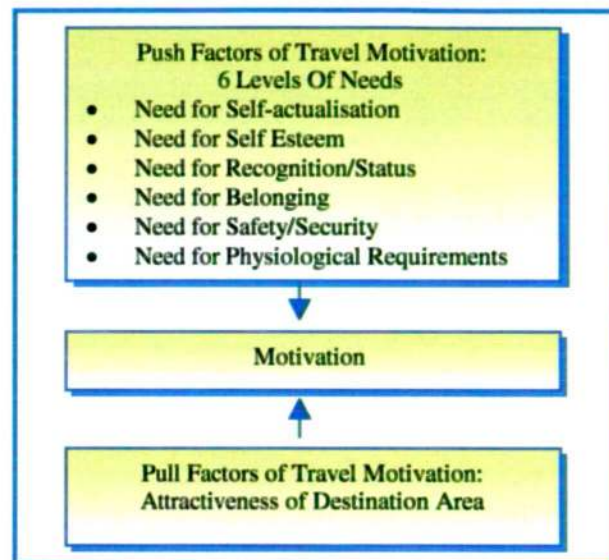 Push Factors of Travel Motivation:
6 Levels Of Needs
• Need for Self-actualisation
• Need for Self Esteem
• Need for Recognition/Status
• Need for Belonging
• Need for Safety/Security
• Need for Physiological Requirements
Motivation
Pull Factors of Travel Motivation:
Attractiveness of Destination Area